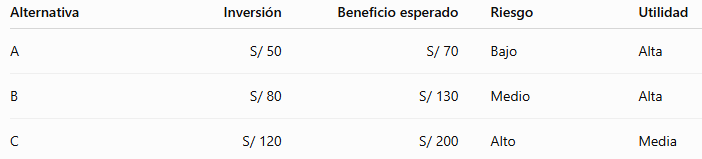 Alternativa Inversión Beneficio esperado Riesgo Utilidad
A S/ 50 S/ 70 Bajo Alta
B S/ 80 S/ 130 Medio Alta
C S/ 120 S/ 200 Alto Media